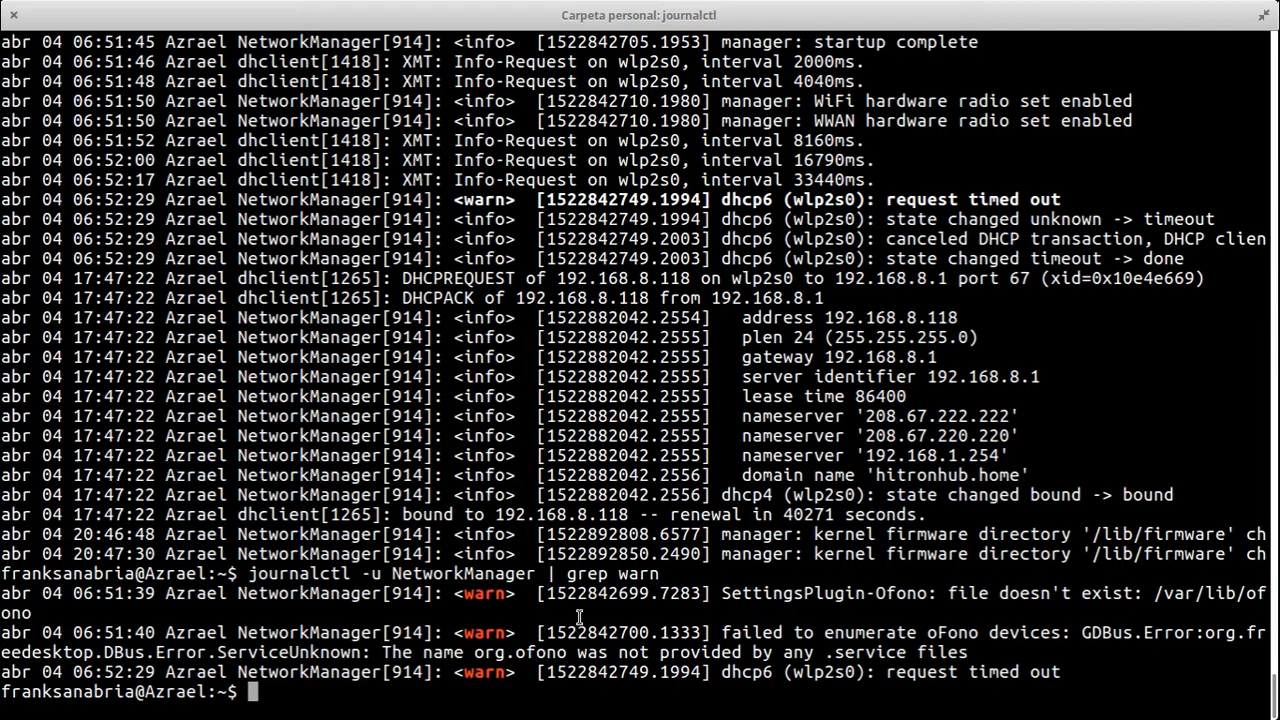 Carpeta personal: journalctl
abr 04 06:51:45 Azrael NetworkManager[914]: <info>  [1522842705.1953] manager: startup complete
abr 04 06:51:46 Azrael dhclient[1418]: XMT: Info-Request on wlp2s0, interval 2000ms.
abr 04 06:51:48 Azrael dhclient[1418]: XMT: Info-Request on wlp2s0, interval 4040ms.
abr 04 06:51:50 Azrael NetworkManager[914]: <info>  [1522842710.1980] manager: WiFi hardware radio set enabled
abr 04 06:51:50 Azrael NetworkManager[914]: <info>  [1522842710.1980] manager: WWAN hardware radio set enabled
abr 04 06:51:52 Azrael dhclient[1418]: XMT: Info-Request on wlp2s0, interval 8160ms.
abr 04 06:52:00 Azrael dhclient[1418]: XMT: Info-Request on wlp2s0, interval 16790ms.
abr 04 06:52:17 Azrael dhclient[1418]: XMT: Info-Request on wlp2s0, interval 33440ms.
abr 04 06:52:29 Azrael NetworkManager[914]: <warn>  [1522842749.1994] dhcp6 (wlp2s0): request timed out
abr 04 06:52:29 Azrael NetworkManager[914]: <info>  [1522842749.1994] dhcp6 (wlp2s0): state changed unknown -> timeout
abr 04 06:52:29 Azrael NetworkManager[914]: <info>  [1522842749.2003] dhcp6 (wlp2s0): canceled DHCP transaction, DHCP clien
abr 04 06:52:29 Azrael NetworkManager[914]: <info>  [1522842749.2003] dhcp6 (wlp2s0): state changed timeout -> done
abr 04 17:47:22 Azrael dhclient[1265]: DHCPREQUEST of 192.168.8.118 on wlp2s0 to 192.168.8.1 port 67 (xid=0x10e4e669)
abr 04 17:47:22 Azrael dhclient[1265]: DHCPACK of 192.168.8.118 from 192.168.8.1
abr 04 17:47:22 Azrael NetworkManager[914]: <info>  [1522882042.2554]   address 192.168.8.118
abr 04 17:47:22 Azrael NetworkManager[914]: <info>  [1522882042.2555]   plen 24 (255.255.255.0)
abr 04 17:47:22 Azrael NetworkManager[914]: <info>  [1522882042.2555]   gateway 192.168.8.1
abr 04 17:47:22 Azrael NetworkManager[914]: <info>  [1522882042.2555]   server identifier 192.168.8.1
abr 04 17:47:22 Azrael NetworkManager[914]: <info>  [1522882042.2555]   lease time 86400
abr 04 17:47:22 Azrael NetworkManager[914]: <info>  [1522882042.2555]   nameserver '208.67.222.222'
abr 04 17:47:22 Azrael NetworkManager[914]: <info>  [1522882042.2555]   nameserver '208.67.220.220'
abr 04 17:47:22 Azrael NetworkManager[914]: <info>  [1522882042.2555]   nameserver '192.168.1.254'
abr 04 17:47:22 Azrael NetworkManager[914]: <info>  [1522882042.2556]   domain name 'hitronhub.home'
abr 04 17:47:22 Azrael NetworkManager[914]: <info>  [1522882042.2556] dhcp4 (wlp2s0): state changed bound -> bound
abr 04 17:47:22 Azrael dhclient[1265]: bound to 192.168.8.118 -- renewal in 40271 seconds.
abr 04 20:46:48 Azrael NetworkManager[914]: <info>  [1522892808.6577] manager: kernel firmware directory '/lib/firmware' ch
abr 04 20:47:30 Azrael NetworkManager[914]: <info>  [1522892850.2490] manager: kernel firmware directory '/lib/firmware' ch
franksanabria@Azrael:~$ journalctl -u NetworkManager | grep warn
abr 04 06:51:39 Azrael NetworkManager[914]: <warn>  [1522842699.7283] SettingsPlugin-Ofono: file doesn't exist: /var/lib/of
ono
abr 04 06:51:40 Azrael NetworkManager[914]: <warn>  [1522842700.1333] failed to enumerate oFono devices: GDBus.Error:org.fr
eedesktop.DBus.Error.ServiceUnknown: The name org.ofono was not provided by any .service files
abr 04 06:52:29 Azrael NetworkManager[914]: <warn>  [1522842749.1994] dhcp6 (wlp2s0): request timed out
franksanabria@Azrael:~$